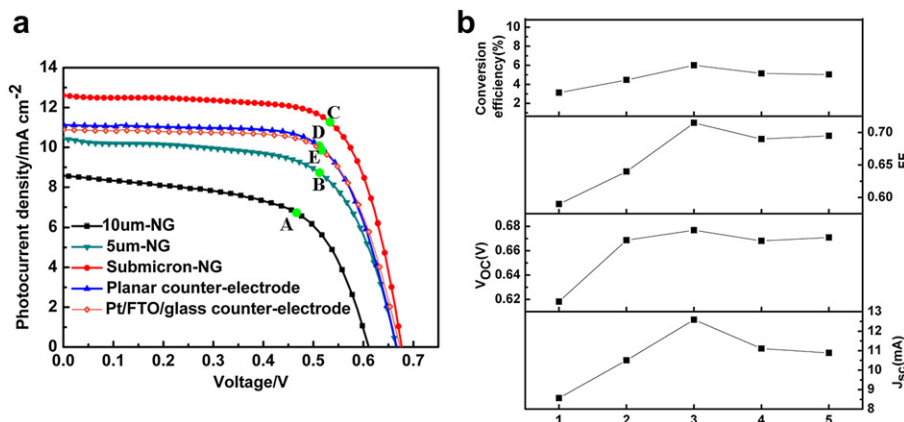 a
Photocurrent density/mA cm-2
14
12
10
8
6
4
2
0
0.0 0.1 0.2 0.3 0.4 0.5 0.6 0.7
Voltage/V
A
B
C
D
E
10um-NG
5um-NG
Submicron-NG
Planar counter-electrode
Pt/FTO/glass counter-electrode
b
Conversion
efficiency(%)
10
8
6
4
2
0.70
0.65
0.60
FF
VOC(V)
0.68
0.66
0.64
0.62
13
12
11
10
9
8
JSC(mA)
1 2 3 4 5